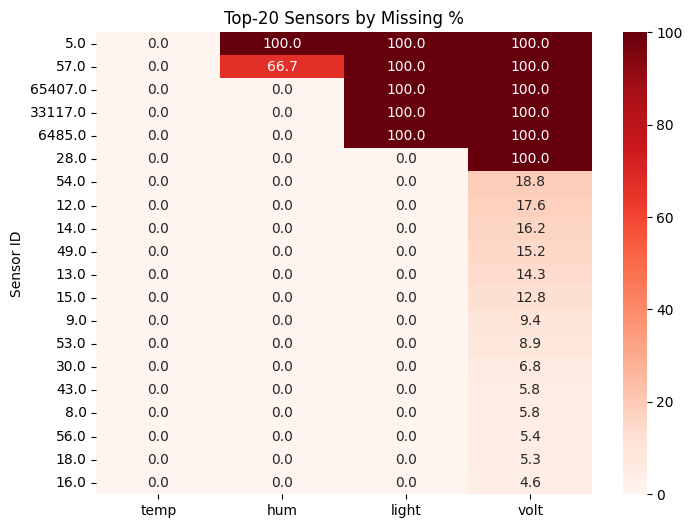 Top-20 Sensors by Missing %
Sensor ID
5.0 0.0 100.0 100.0 100.0
57.0 0.0 66.7 100.0 100.0
65407.0 0.0 0.0 100.0 100.0
33117.0 0.0 0.0 100.0 100.0
6485.0 0.0 0.0 100.0 100.0
28.0 0.0 0.0 0.0 100.0
54.0 0.0 0.0 0.0 18.8
12.0 0.0 0.0 0.0 17.6
14.0 0.0 0.0 0.0 16.2
49.0 0.0 0.0 0.0 15.2
13.0 0.0 0.0 0.0 14.3
15.0 0.0 0.0 0.0 12.8
9.0 0.0 0.0 0.0 9.4
53.0 0.0 0.0 0.0 8.9
30.0 0.0 0.0 0.0 6.8
43.0 0.0 0.0 0.0 5.8
8.0 0.0 0.0 0.0 5.8
56.0 0.0 0.0 0.0 5.4
18.0 0.0 0.0 0.0 5.3
16.0 0.0 0.0 0.0 4.6
temp hum light volt
100
80
60
40
20
0